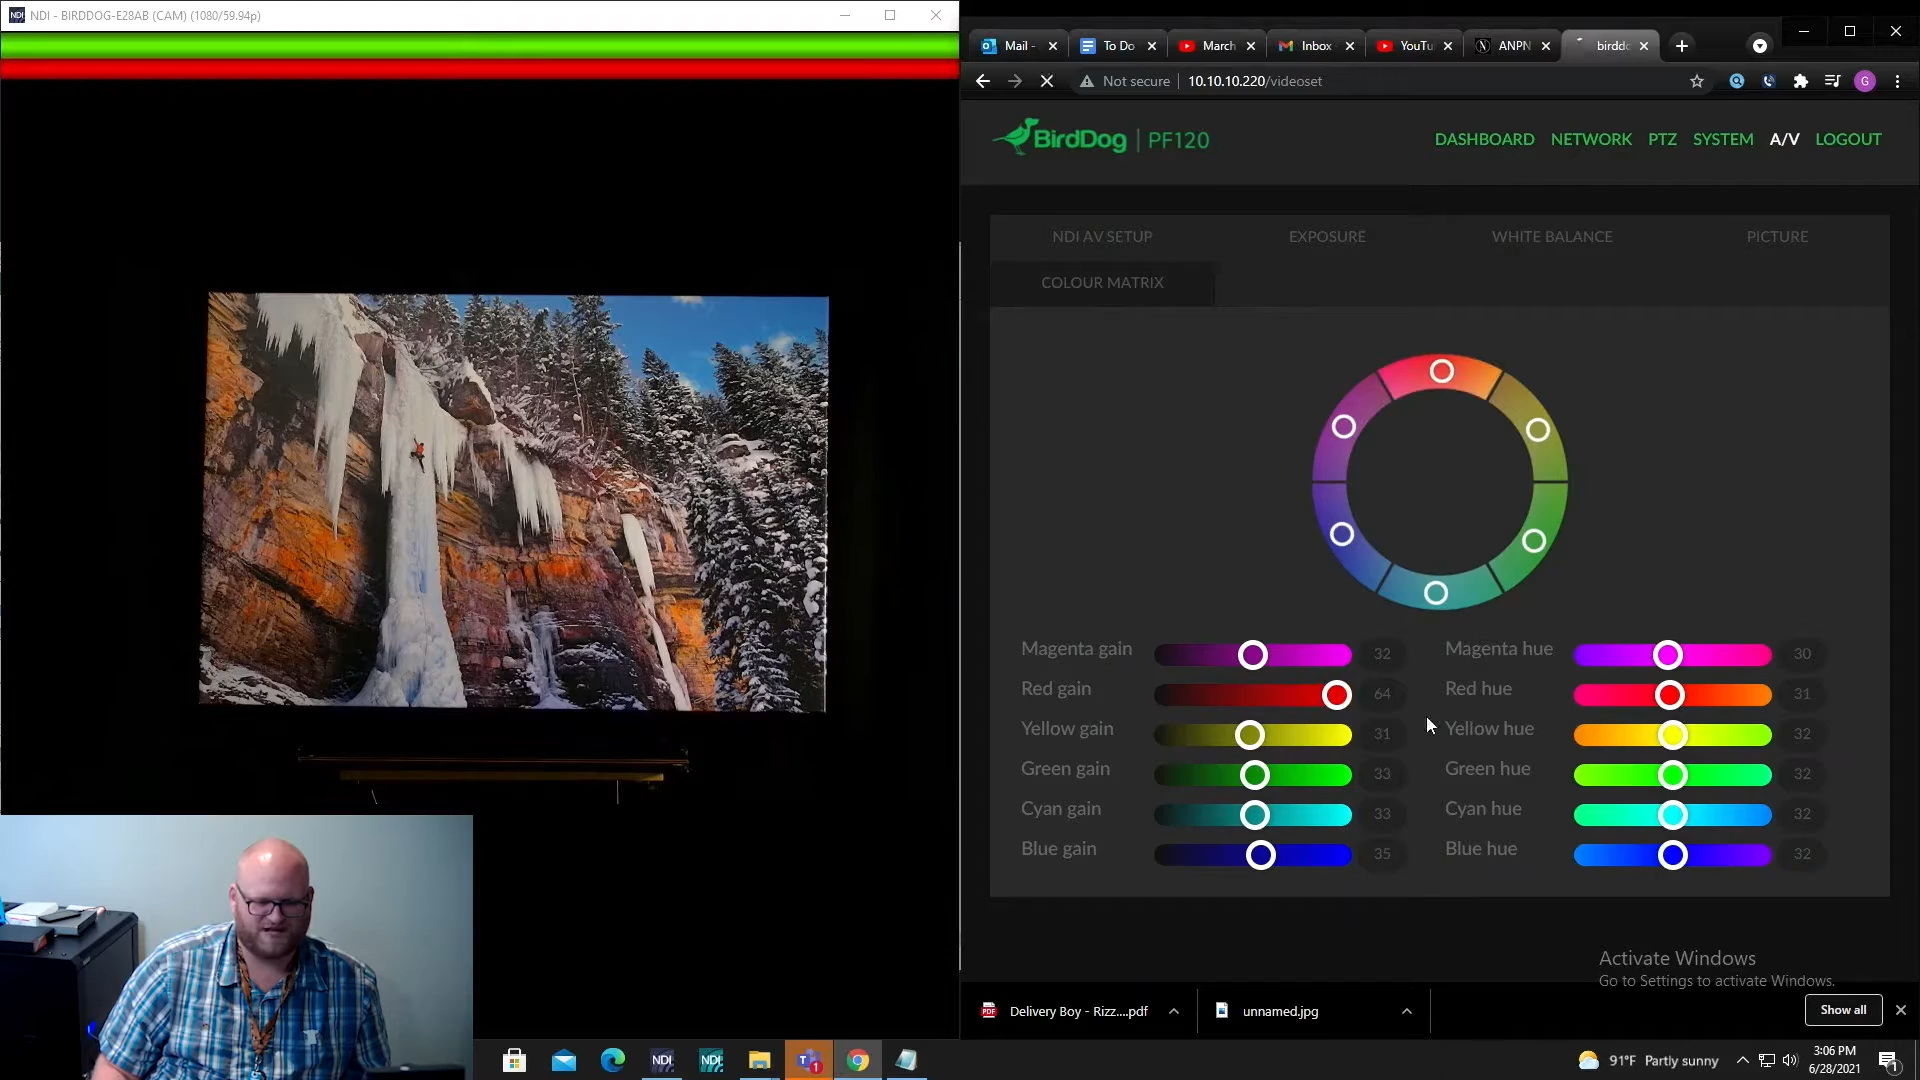 NDI - BIRDDOG-E28AB (CAM) (1080/59.94p)
Mail -
To Do
March
Inbox
YouTu
ANPN
birddo
Not secure
10.10.10.220/videoset
G
BirdDog | PF120
DASHBOARD
NETWORK
PTZ
SYSTEM
A/V
LOGOUT
NDI AV SETUP
EXPOSURE
WHITE BALANCE
PICTURE
COLOUR MATRIX
Magenta gain
32
Magenta hue
30
Red gain
64
Red hue
31
Yellow gain
31
Yellow hue
32
Green gain
33
Green hue
32
Cyan gain
33
Cyan hue
32
Blue gain
35
Blue hue
32
Activate Windows
Go to Settings to activate Windows.
PDF
Delivery Boy - Rizz....pdf
unnamed.jpg
Show all
NDI
NDI
T
1
91°F Partly sunny
3:06 PM
6/28/2021
1